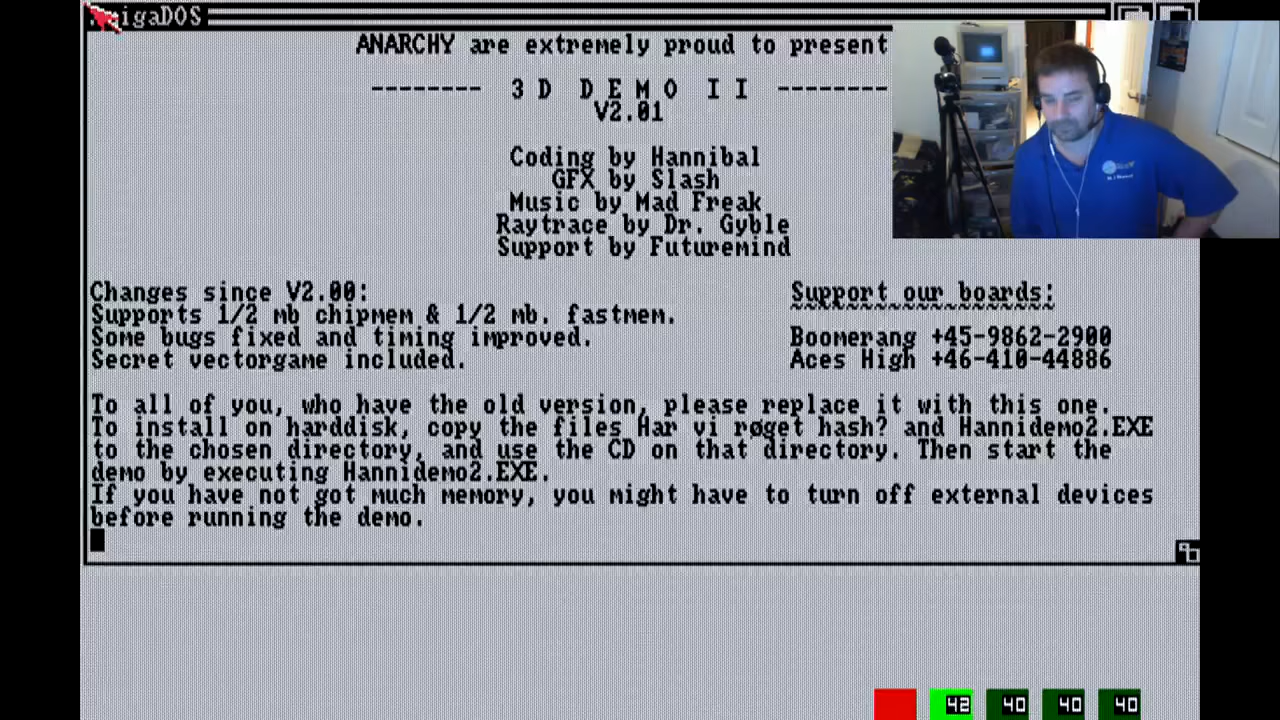 igaDOS
ANARCHY are extremely proud to present
-------- 3D DEMO II --------
V2.01
Coding by Hannibal
GFX by Slash
Music by Mad Freak
Raytrace by Dr. Gyble
Support by Futuremind
Changes since V2.00:
Supports 1/2 mb chipmem & 1/2 mb. fastmem.
Some bugs fixed and timing improved.
Secret vectorgame included.
Support our boards:
Boomerang +45-9862-2900
Aces High +46-410-44886
To all of you, who have the old version, please replace it with this one.
To install on harddisk, copy the files Har vi røget hash? and Hannidemo2.EXE
to the chosen directory, and use the CD on that directory. Then start the
demo by executing Hannidemo2.EXE.
If you have not got much memory, you might have to turn off external devices
before running the demo.
42 40 40 40